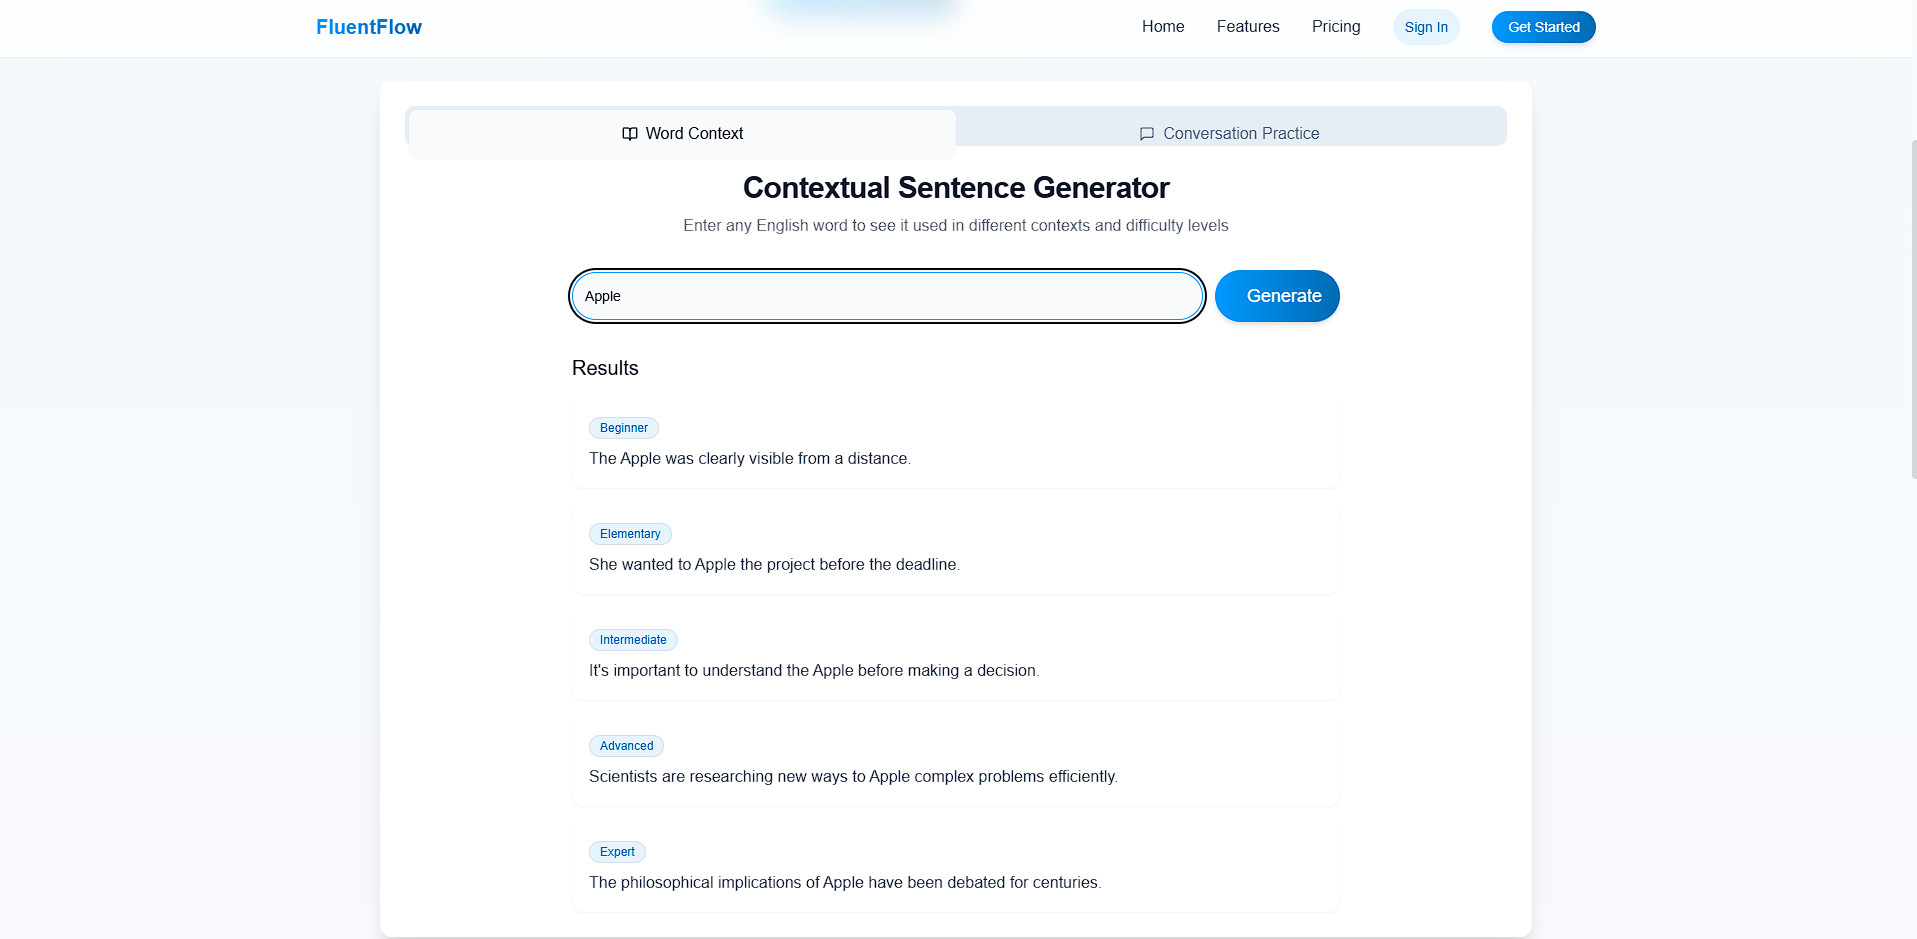 FluentFlow
Home Features Pricing Sign In Get Started
Word Context Conversation Practice
Contextual Sentence Generator
Enter any English word to see it used in different contexts and difficulty levels
Apple Generate
Results
Beginner
The Apple was clearly visible from a distance.
Elementary
She wanted to Apple the project before the deadline.
Intermediate
It's important to understand the Apple before making a decision.
Advanced
Scientists are researching new ways to Apple complex problems efficiently.
Expert
The philosophical implications of Apple have been debated for centuries.